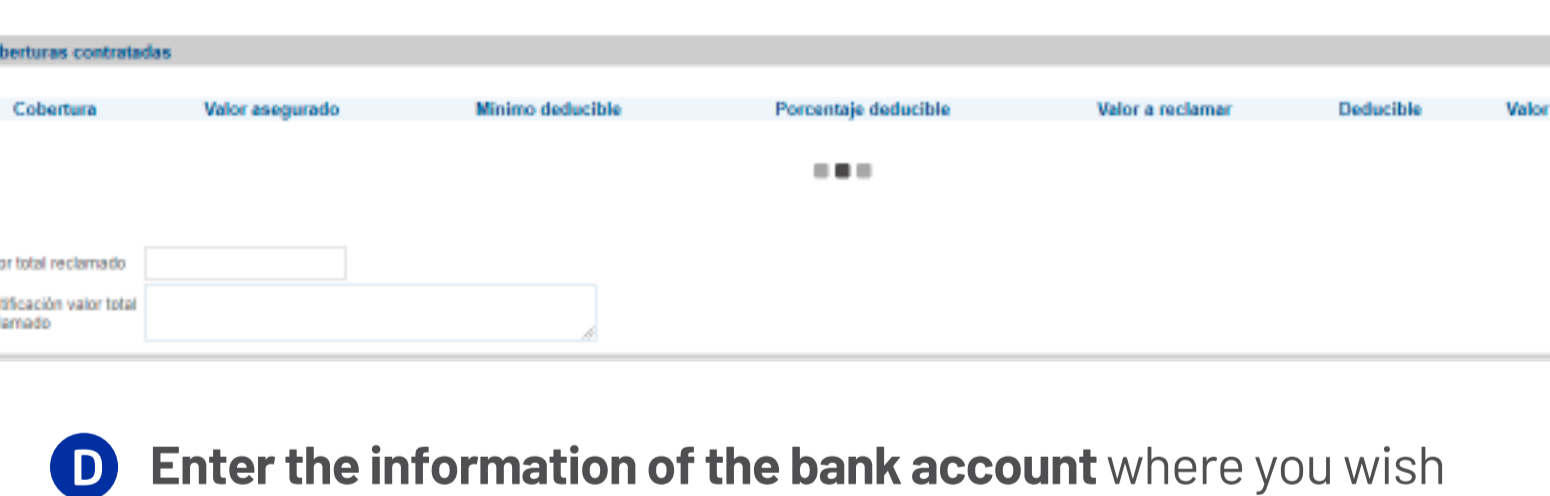 berturas contratadas
Cobertura Valor asegurado Mínimo deducible Porcentaje deducible Valor a reclamar Deducible Valor
or total reclamado
tificación valor total
lamado
D Enter the information of the bank account where you wish